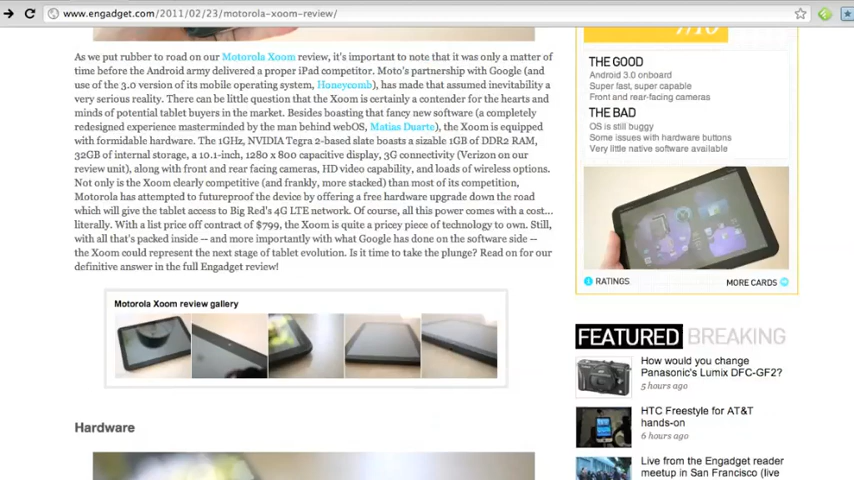 www.engadget.com/2011/02/23/motorola-xoom-review/
As we put rubber to road on our Motorola Xoom review, it's important to note that it was only a matter of
time before the Android army delivered a proper iPad competitor. Moto's partnership with Google (and
use of the 3.0 version of its mobile operating system, Honeycomb), has made that assumed inevitability a
very serious reality. There can be little question that the Xoom is certainly a contender for the hearts and
minds of potential tablet buyers in the market. Besides boasting that fancy new software (a completely
redesigned experience masterminded by the man behind webOS, Matias Duarte), the Xoom is equipped
with formidable hardware. The 1GHz, NVIDIA Tegra 2-based slate boasts a sizable 1GB of DDR2 RAM,
32GB of internal storage, a 10.1-inch, 1280 x 800 capacitive display, 3G connectivity (Verizon on our
review unit), along with front and rear facing cameras, HD video capability, and loads of wireless options.
Not only is the Xoom clearly competitive (and frankly, more stacked) than most of its competition,
Motorola has attempted to futureproof the device by offering a free hardware upgrade down the road
which will give the tablet access to Big Red's 4G LTE network. Of course, all this power comes with a cost...
literally. With a list price off contract of $799, the Xoom is quite a pricey piece of technology to own. Still,
with all that's packed inside -- and more importantly with what Google has done on the software side --
the Xoom could represent the next stage of tablet evolution. Is it time to take the plunge? Read on for our
definitive answer in the full Engadget review!
Motorola Xoom review gallery
Hardware
THE GOOD
Android 3.0 onboard
Super fast, super capable
Front and rear-facing cameras
THE BAD
OS is still buggy
Some issues with hardware buttons
Very little native software available
RATINGS
MORE CARDS
FEATURED BREAKING
How would you change
Panasonic's Lumix DFC-GF2?
5 hours ago
HTC Freestyle for AT&T
hands-on
6 hours ago
Live from the Engadget reader
meetup in San Francisco (live